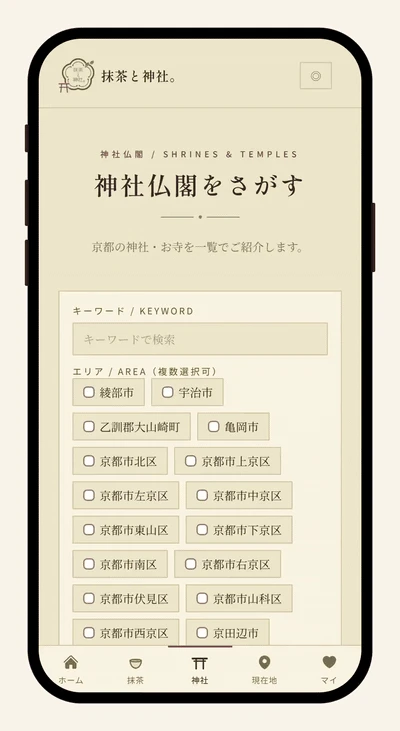 抹茶と神社。
神社仏閣 / SHRINES & TEMPLES
神社仏閣をさがす
京都の神社・お寺を一覧でご紹介します。
キーワード / KEYWORD
キーワードで検索
エリア / AREA（複数選択可）
綾部市 宇治市
乙訓郡大山崎町 亀岡市
京都市北区 京都市上京区
京都市左京区 京都市中京区
京都市東山区 京都市下京区
京都市南区 京都市右京区
京都市伏見区 京都市山科区
京都市西京区 京田辺市
ホーム 抹茶 神社 現在地 マイ